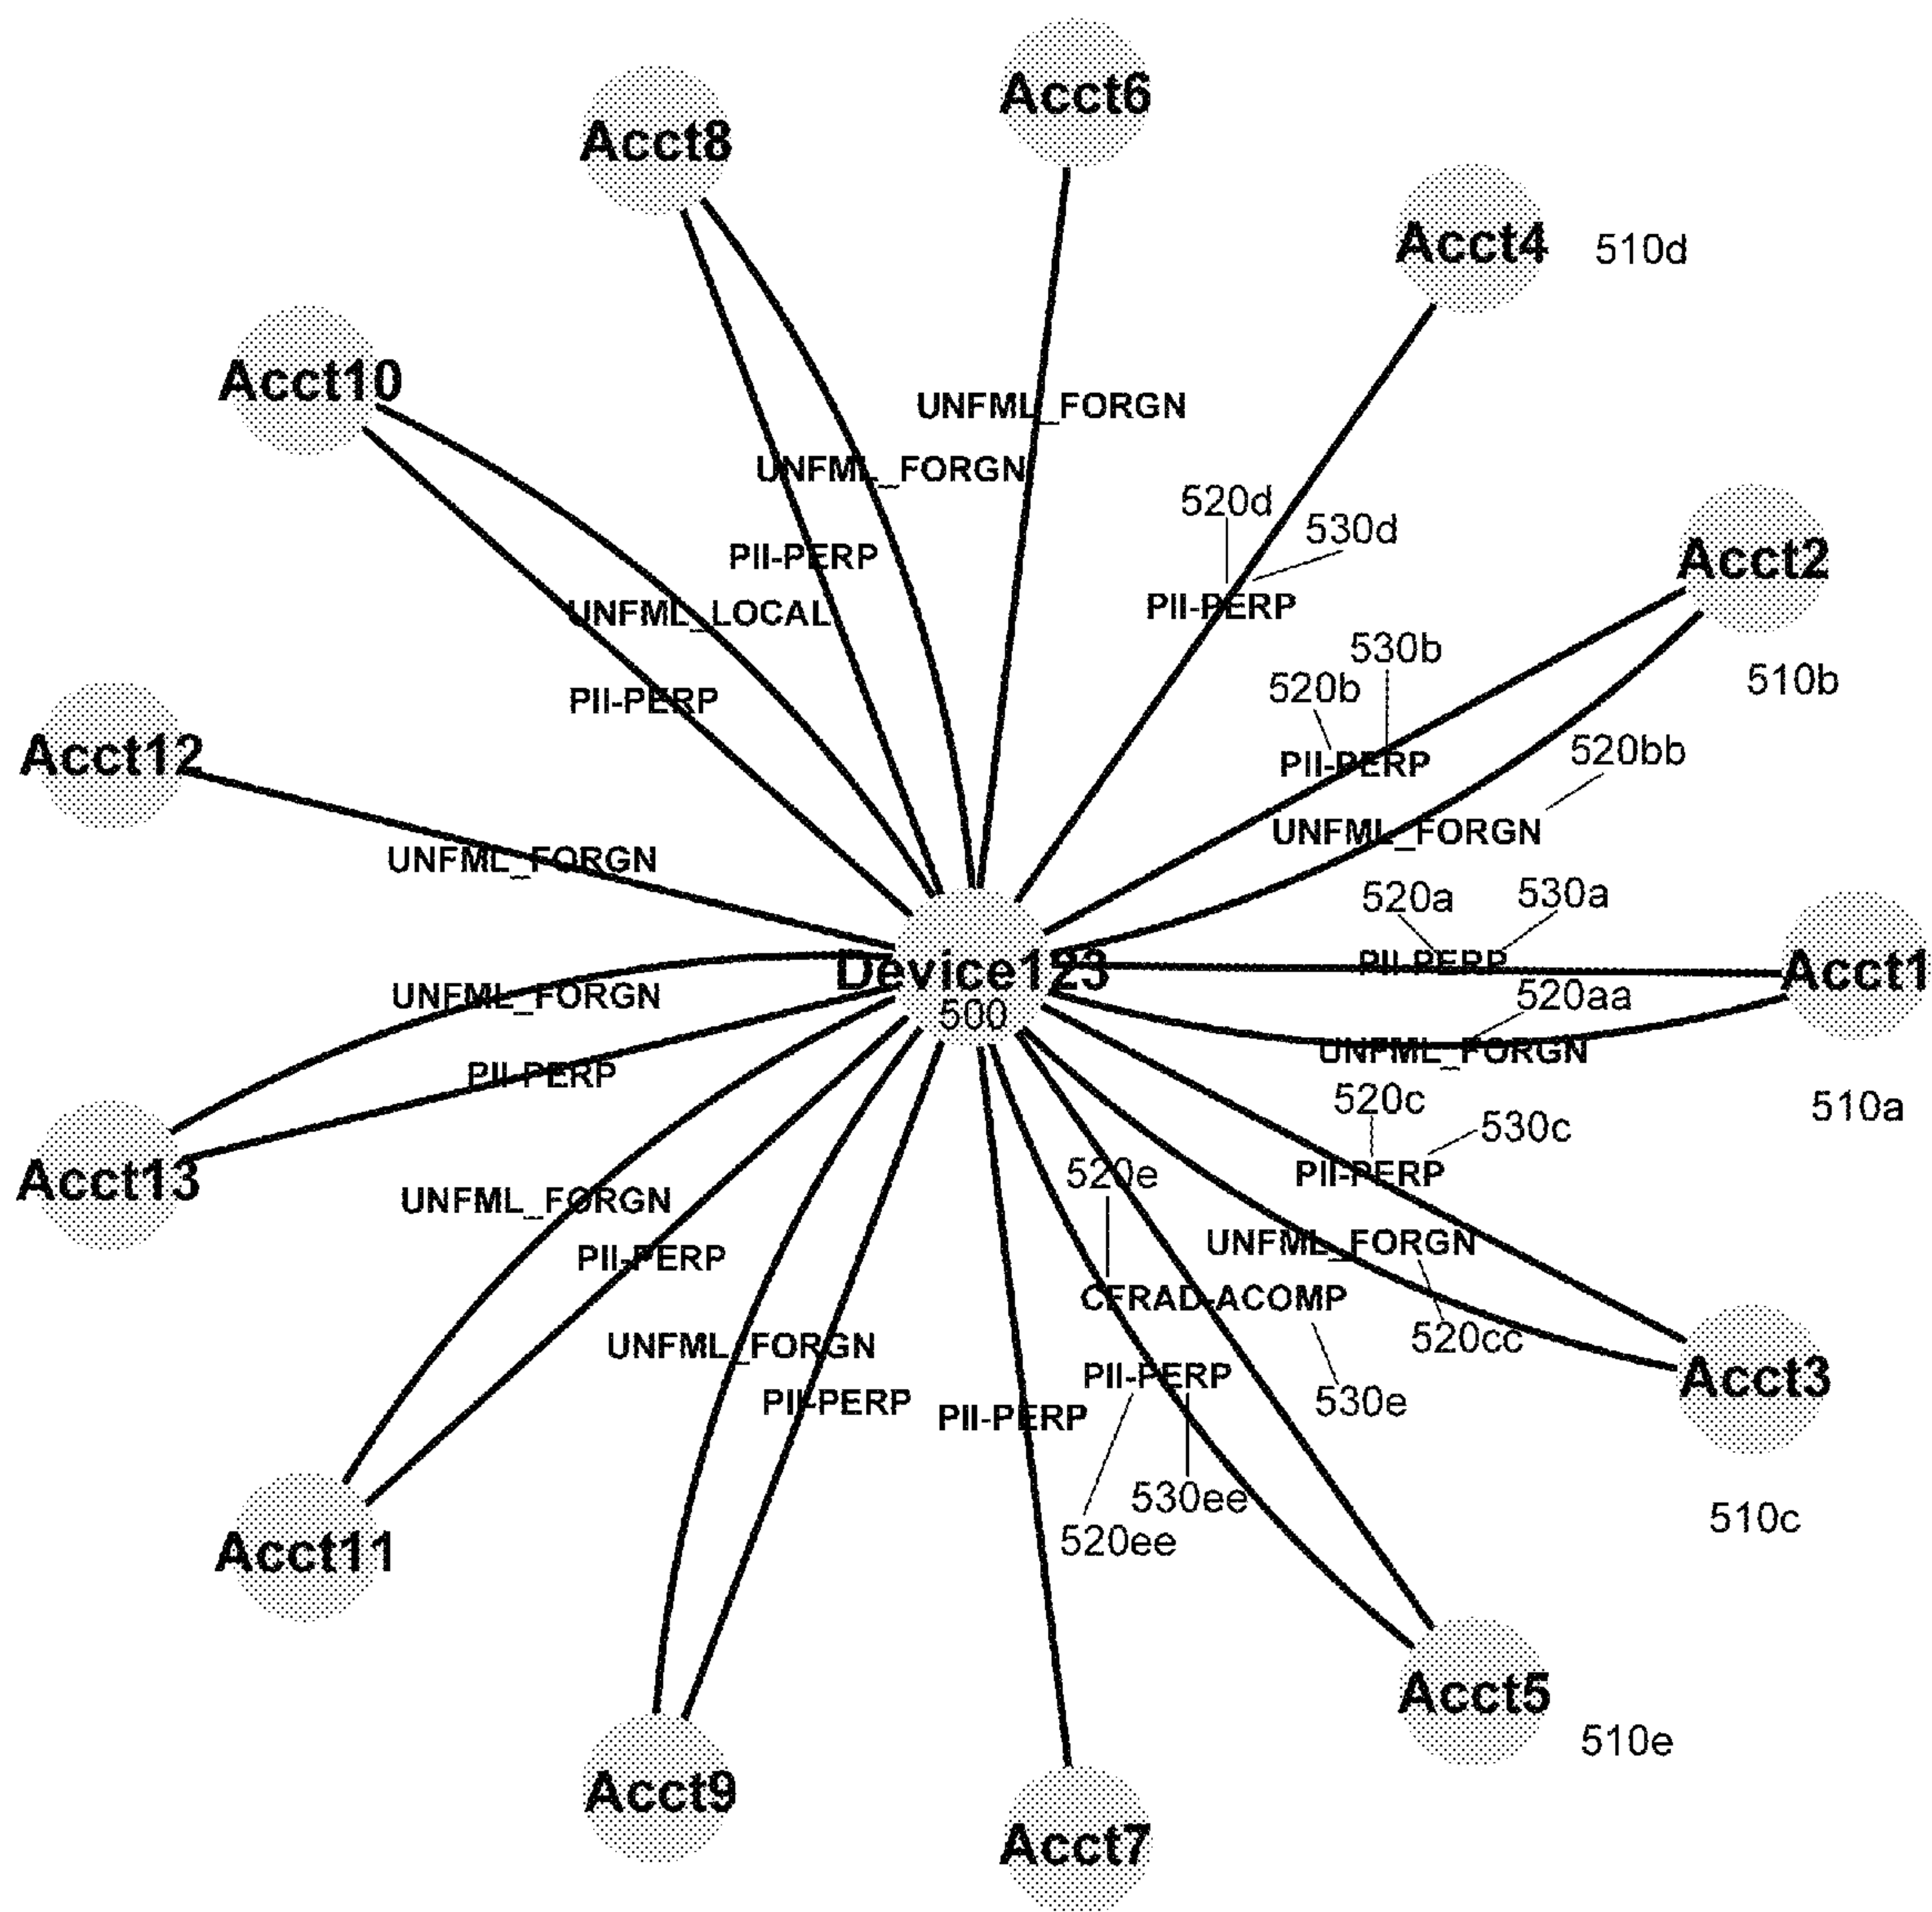 Acct6
Acct8
Acct4
510d
Acct10
UNFML_FORGN
UNFML_FORGN
520d
530d
Acct2
PII-PERP
PII-PERP
UNFML_LOCAL
530b
520b
510b
PII-PERP
Acct12
520bb
PII-PERP
UNFML_FORGN
UNFML_FORGN
520a
530a
PII-PERP
Device123
Acct1
500
UNFML_FORGN
520aa
UNFML_FORGN
PII-PERP
520c
510a
530c
Acct13
520e
PII-PERP
UNFML_FORGN
PII-PERP
UNFML_FORGN
CFRAD-ACOMP
520cc
UNFML_FORGN
PII-PERP
Acct3
530e
PII-PERP
PII-PERP
530ee
510c
520ee
Acct11
Acct5
510e
Acct9
Acct7